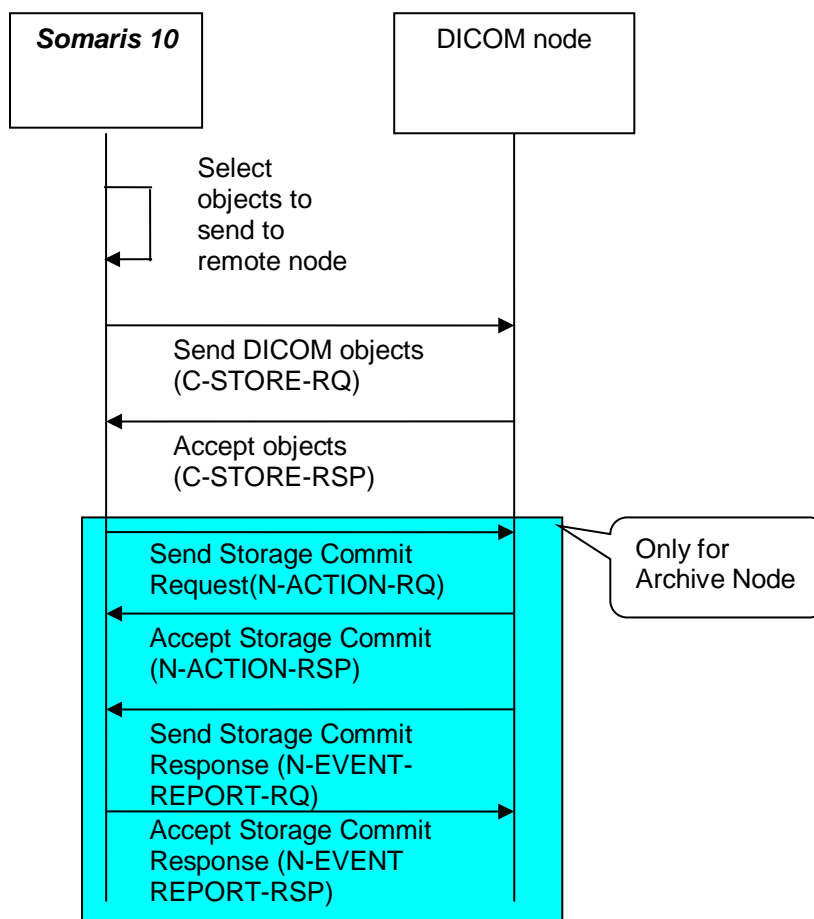 Somaris 10
DICOM node
Select
objects to
send to
remote node
Send DICOM objects
(C-STORE-RQ)
Accept objects
(C-STORE-RSP)
Only for
Archive Node
Send Storage Commit
Request(N-ACTION-RQ)
Accept Storage Commit
(N-ACTION-RSP)
Send Storage Commit
Response (N-EVENT-
REPORT-RQ)
Accept Storage Commit
Response (N-EVENT
REPORT-RSP)